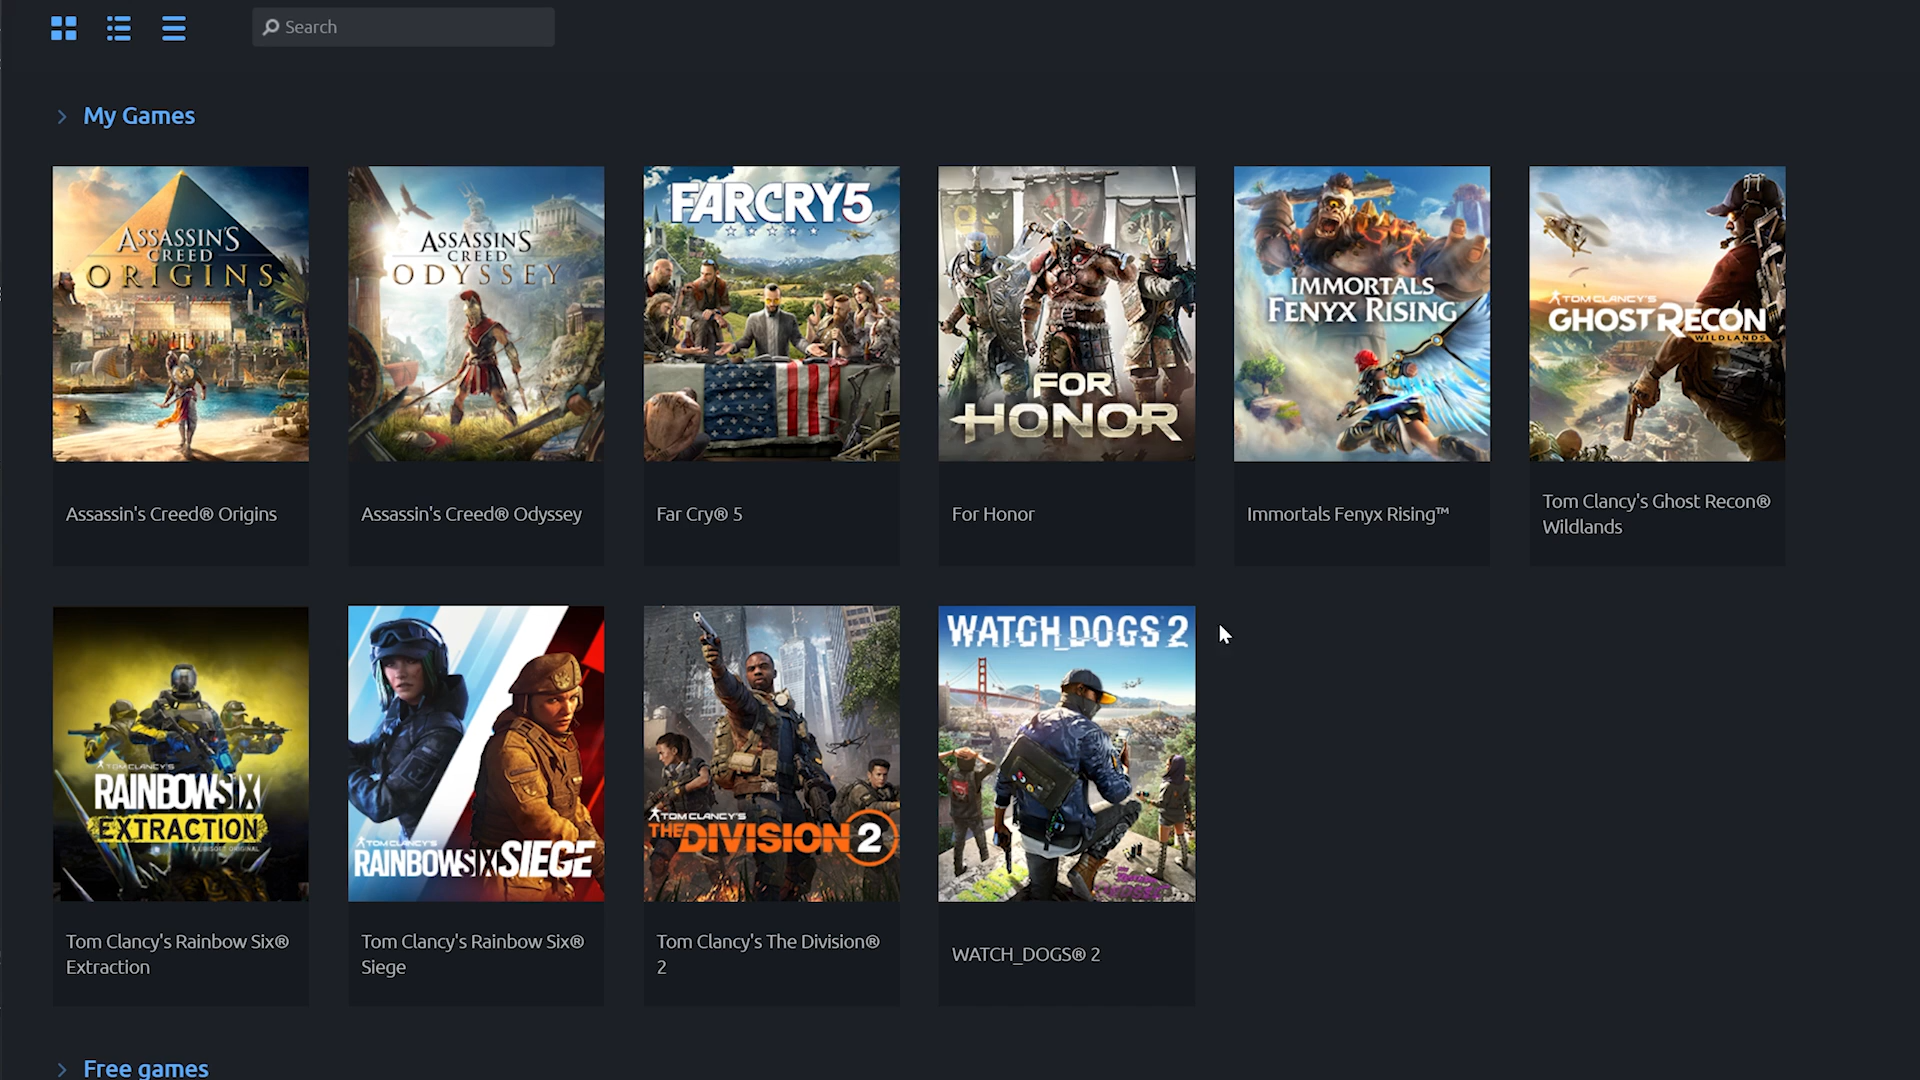 Search
My Games
ASSASSIN'S
CREED
ORIGINS
ASSASSIN'S
CREED
ODYSSEY
FARCRY5
FOR
HONOR
IMMORTALS
FENYX RISING
TOM CLANCY'S
GHOST RECON
WILDLANDS
Assassin's Creed® Origins
Assassin's Creed® Odyssey
Far Cry® 5
For Honor
Immortals Fenyx Rising™
Tom Clancy's Ghost Recon®
Wildlands
TOM CLANCY'S
RAINBOWSIX
EXTRACTION
A UBISOFT ORIGINAL
TOM CLANCY'S
RAINBOWSIX SIEGE
TOM CLANCY'S
THE DIVISION 2
WATCH_DOGS 2
Tom Clancy's Rainbow Six®
Extraction
Tom Clancy's Rainbow Six®
Siege
Tom Clancy's The Division®
2
WATCH_DOGS® 2
Free games